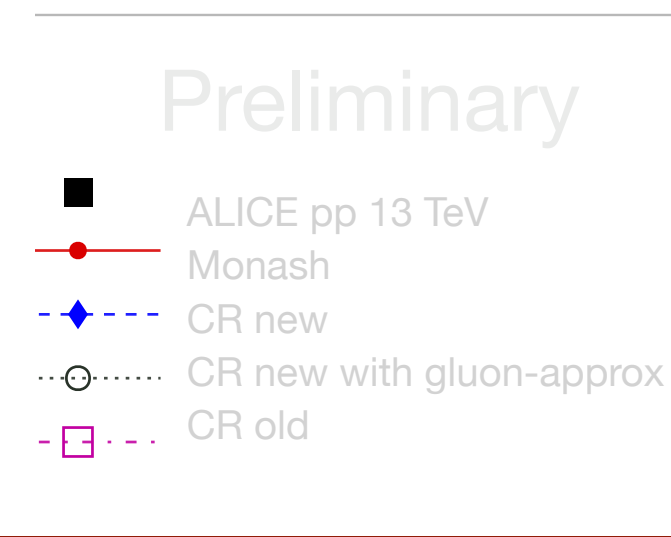 Preliminary
ALICE pp 13 TeV
Monash
CR new
CR new with gluon-approx
CR old